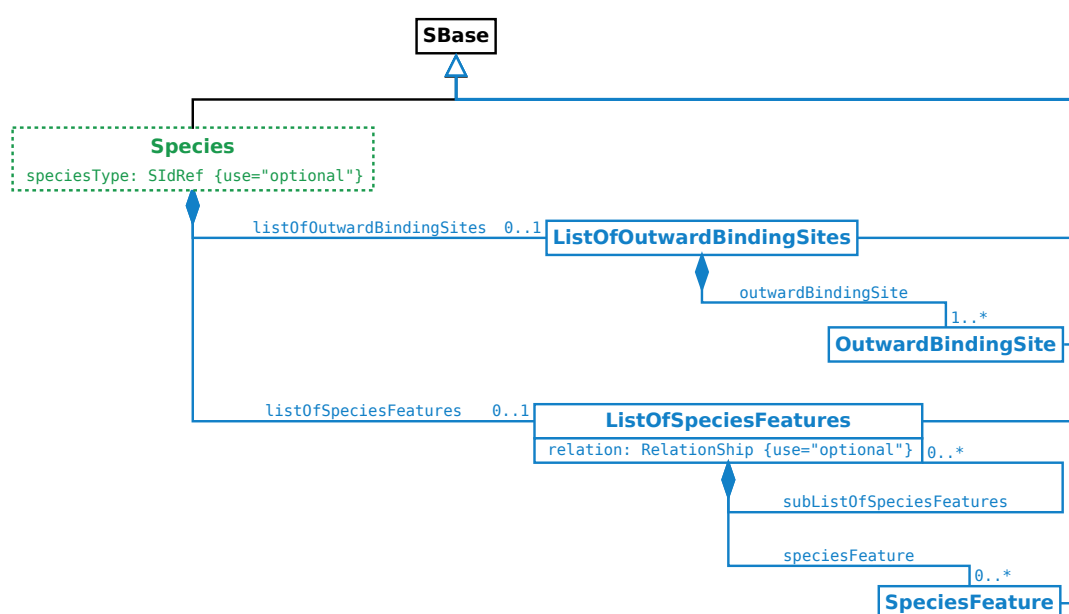 SBase
Species
speciesType: SIdRef {use="optional"}
listOfOutwardBindingSites 0..1
ListOfOutwardBindingSites
outwardBindingSite
1..*
OutwardBindingSite
listOfSpeciesFeatures 0..1
ListOfSpeciesFeatures
relation: RelationShip {use="optional"}
0..*
subListOfSpeciesFeatures
speciesFeature
0..*
SpeciesFeature